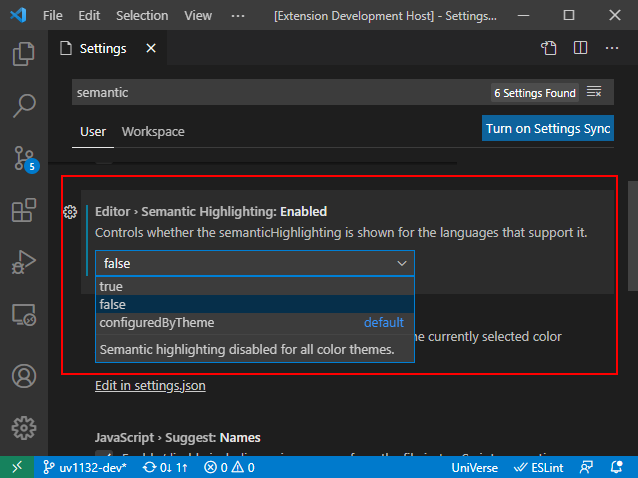 File Edit Selection View ··· [Extension Development Host] - Settings...
Settings
semantic
6 Settings Found
User Workspace
Turn on Settings Sync
Editor › Semantic Highlighting: Enabled
Controls whether the semanticHighlighting is shown for the languages that support it.
false
true
false
configuredByTheme default
currently selected color
Semantic highlighting disabled for all color themes.
Edit in settings.json
JavaScript › Suggest: Names
5
uv1132-dev* 0↓ 1↑ 0 0 UniVerse ESLint